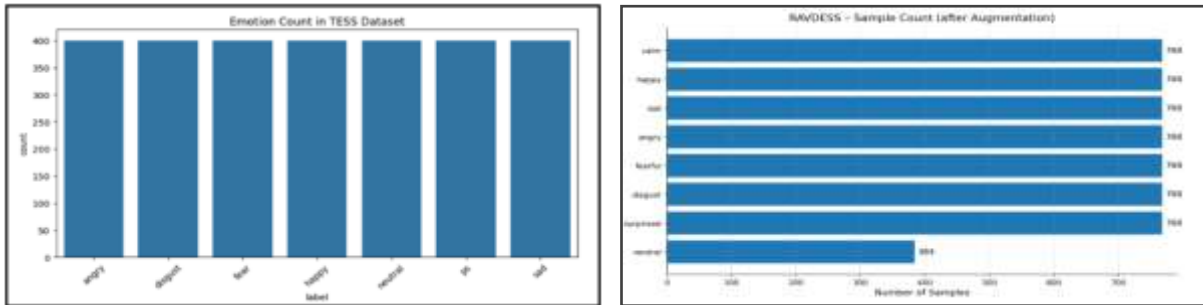 Emotion Count in TESS Dataset
400
350
300
250
200
150
100
50
0
count
angry
disgust
fear
happy
neutral
ps
sad
label
RAVDESS – Sample Count (after Augmentation)
calm 768
happy 768
sad 768
angry 768
fearful 768
disgust 768
surprised 768
neutral 384
0 100 200 300 400 500 600 700
Number of Samples